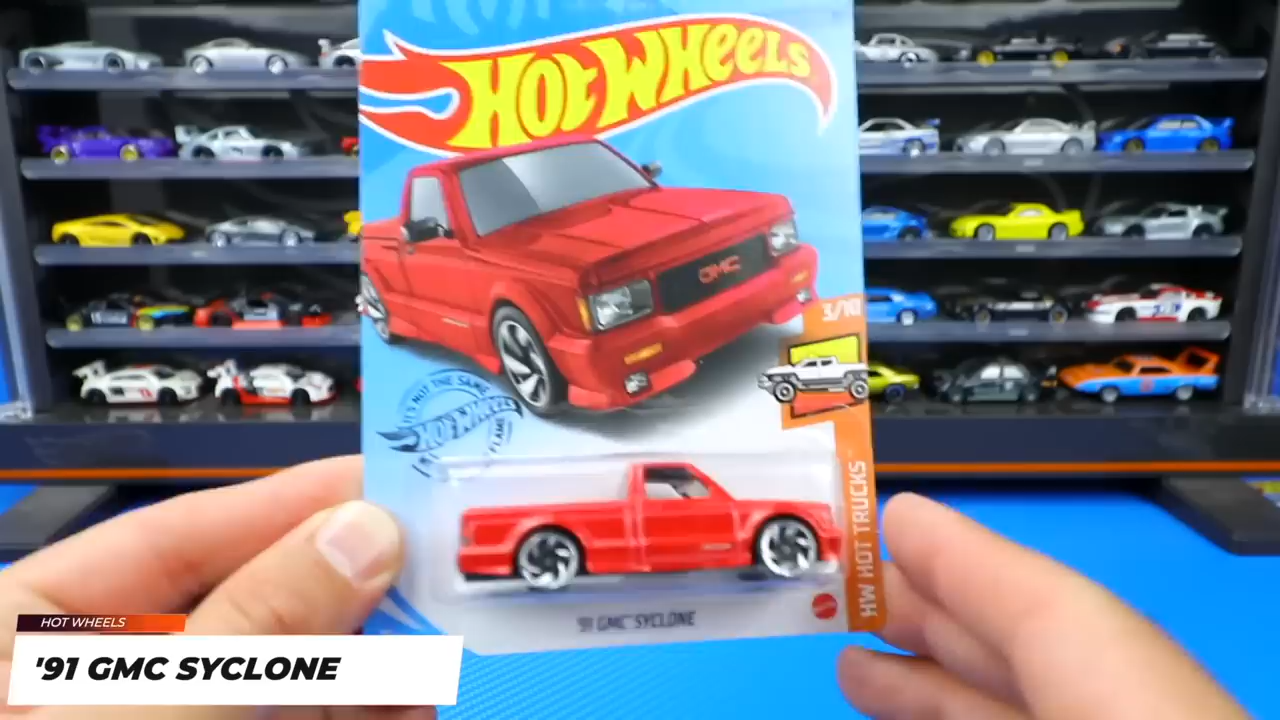 HOT WHEELS
GMC
3/10
IT'S NOT THE SAME
HOT WHEELS
FLAME
HW HOT TRUCKS
'91 GMC SYCLONE
HOT WHEELS
'91 GMC SYCLONE